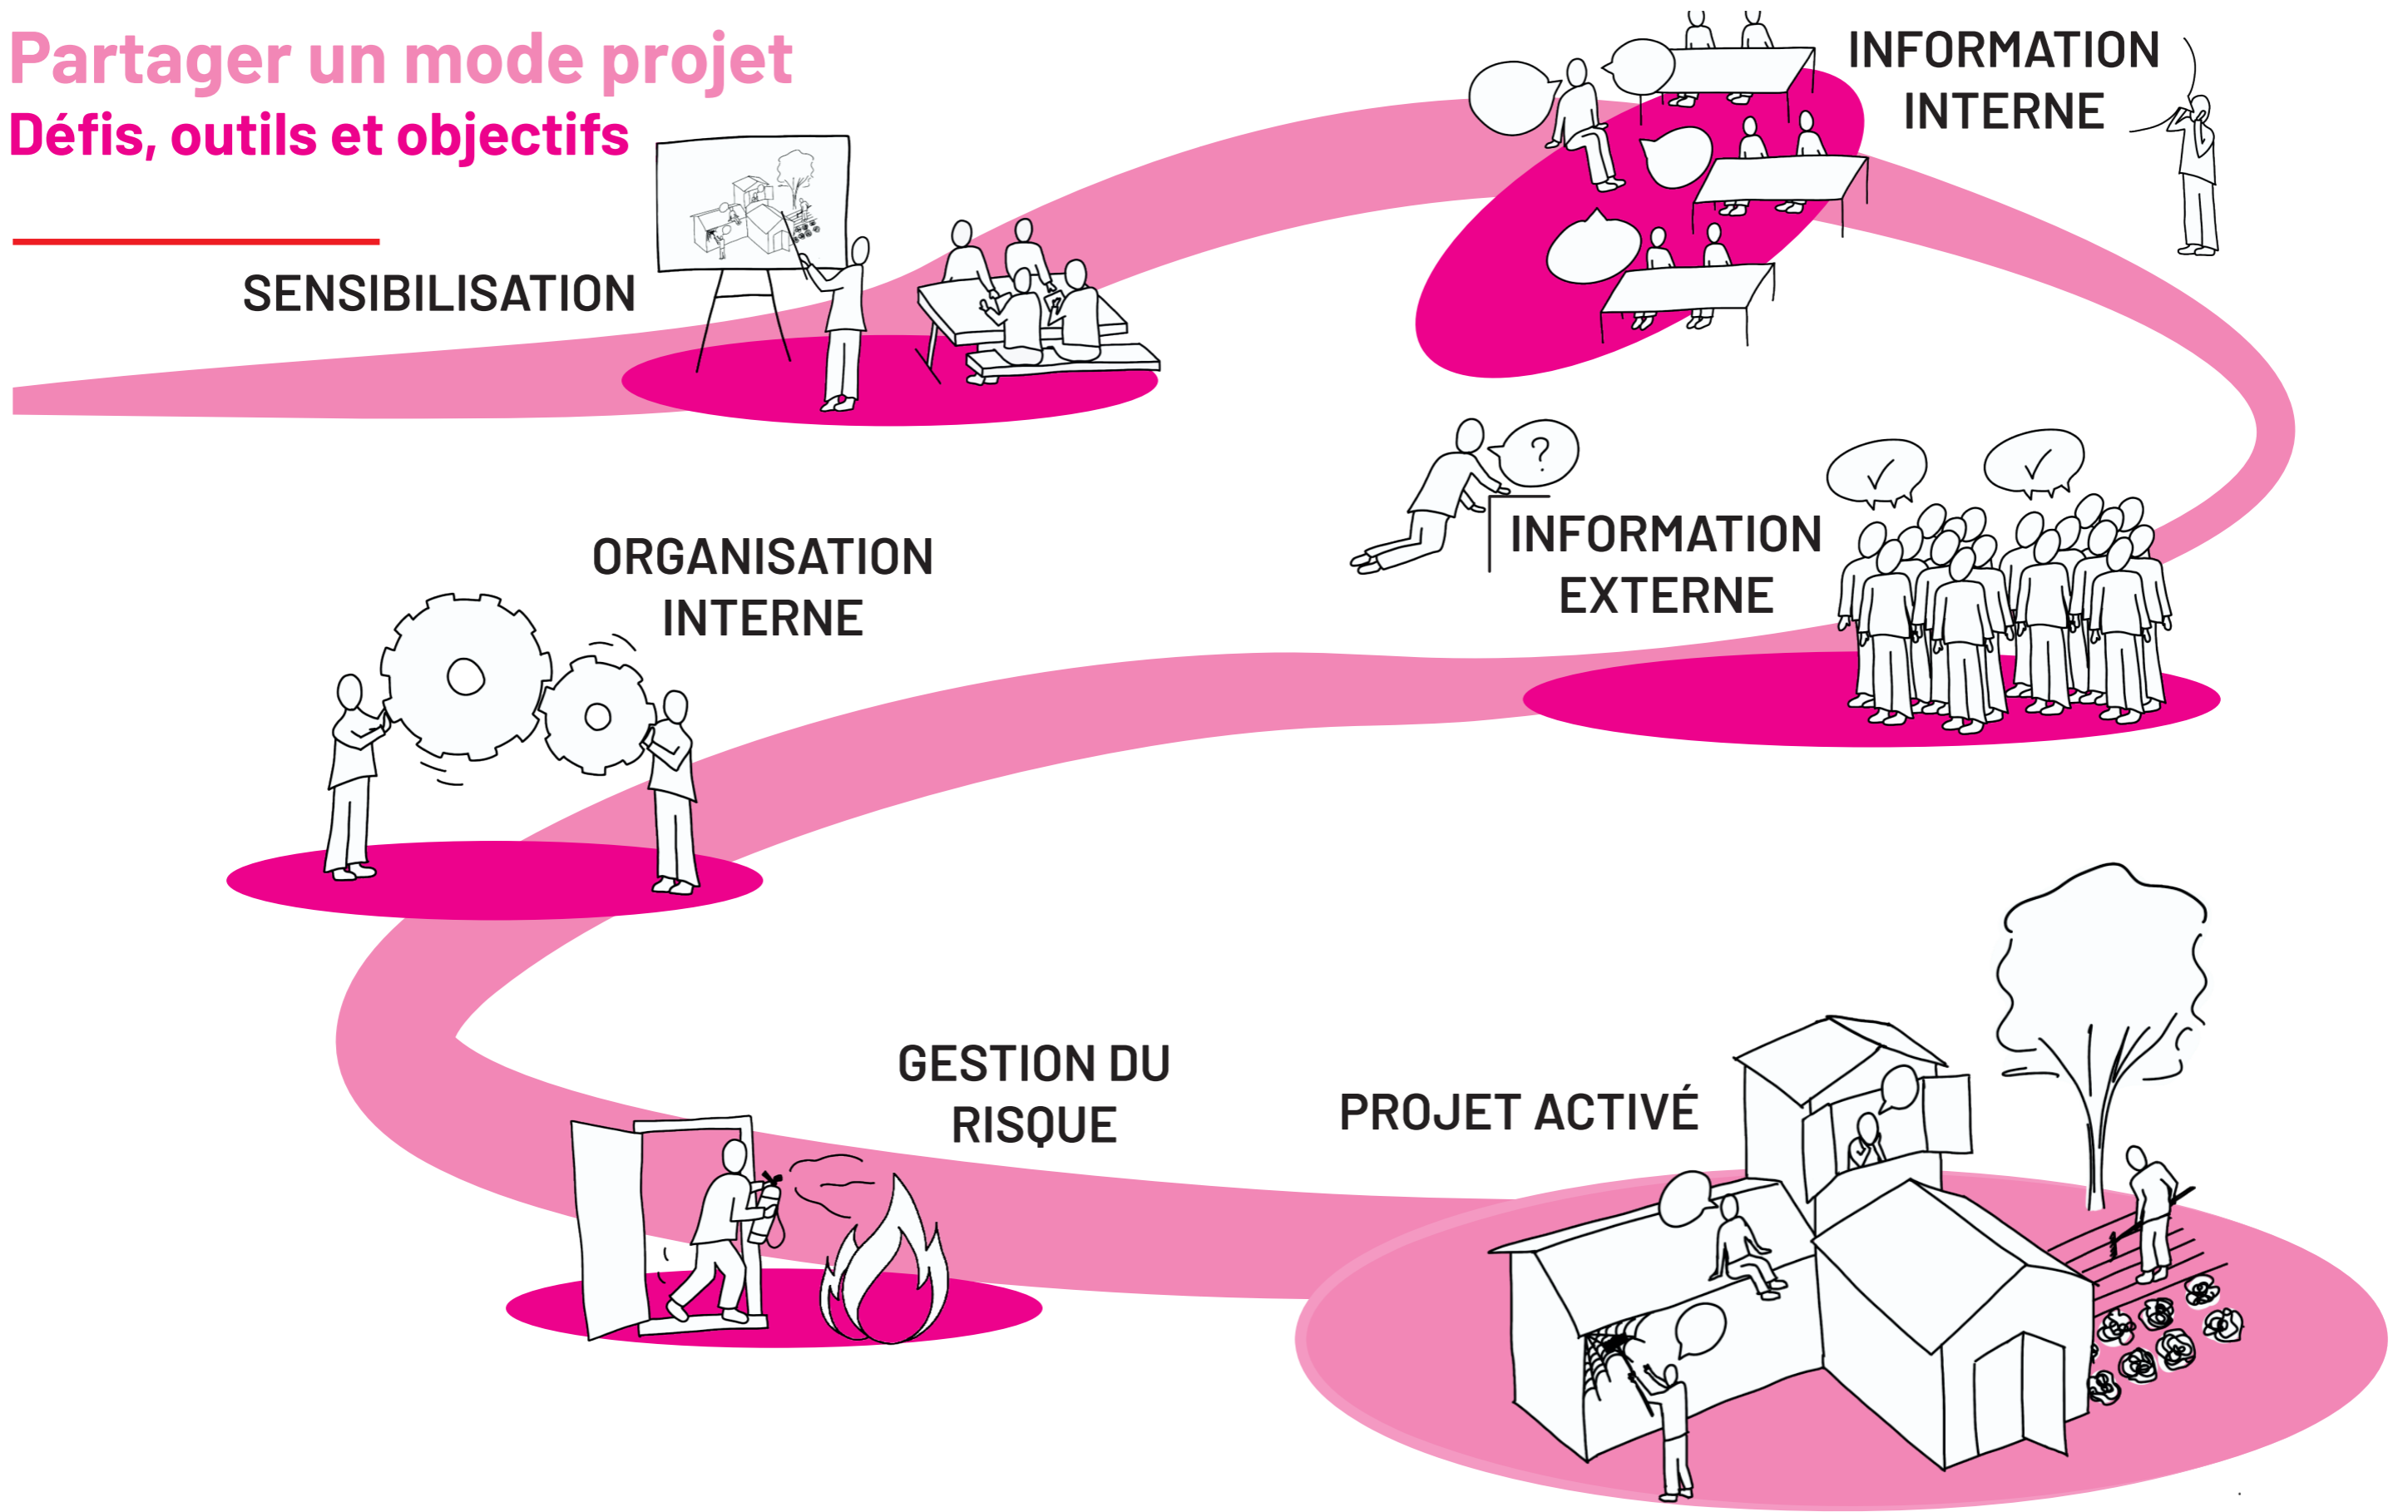 Partager un mode projet
Défis, outils et objectifs
SENSIBILISATION
INFORMATION
INTERNE
?
INFORMATION
EXTERNE
ORGANISATION
INTERNE
GESTION DU
RISQUE
PROJET ACTIVÉ